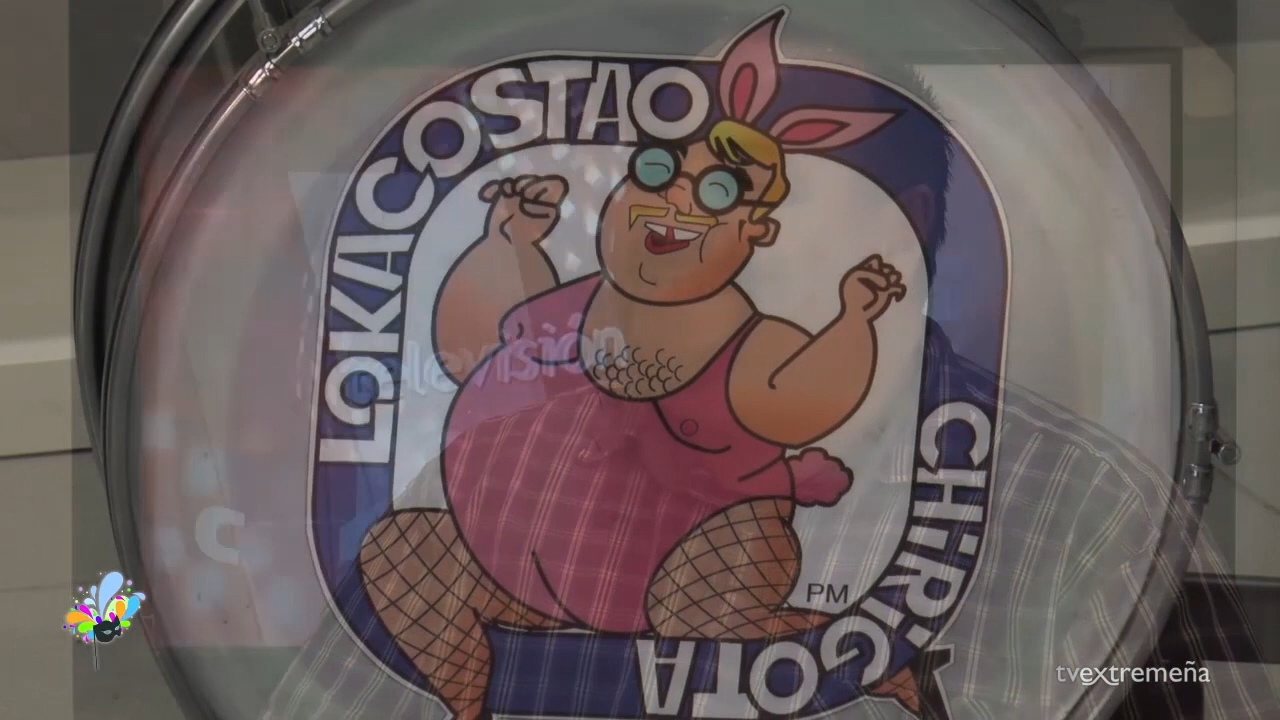 LOKACOSTAO
CHIRIGOTA
televisión
C
PM
tvextremeña